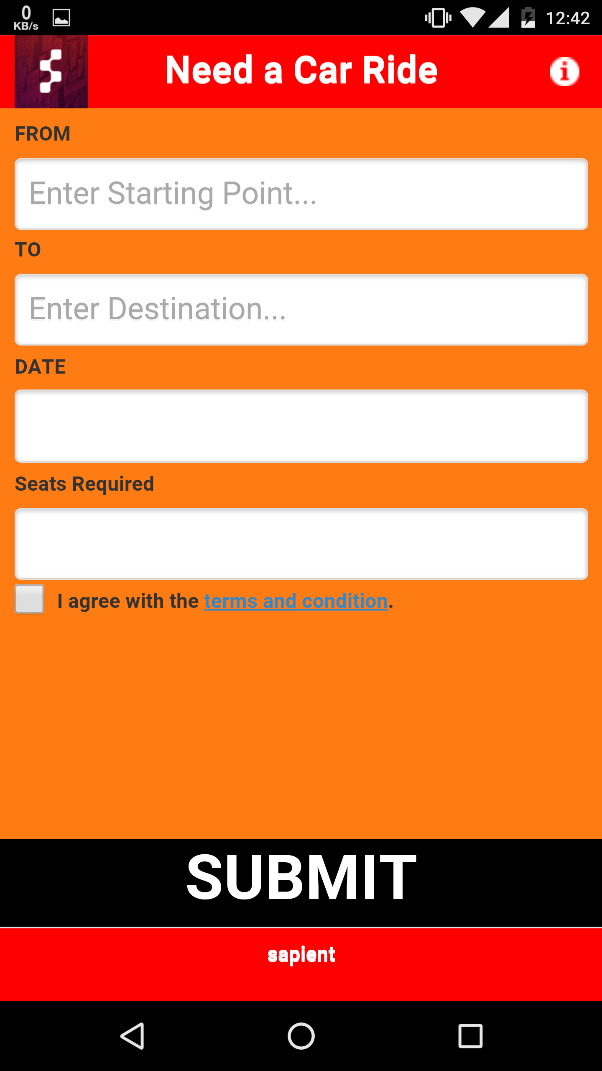 0
KB/s
12:42
Need a Car Ride
FROM
Enter Starting Point...
TO
Enter Destination...
DATE
Seats Required
I agree with the terms and condition.
SUBMIT
sapient